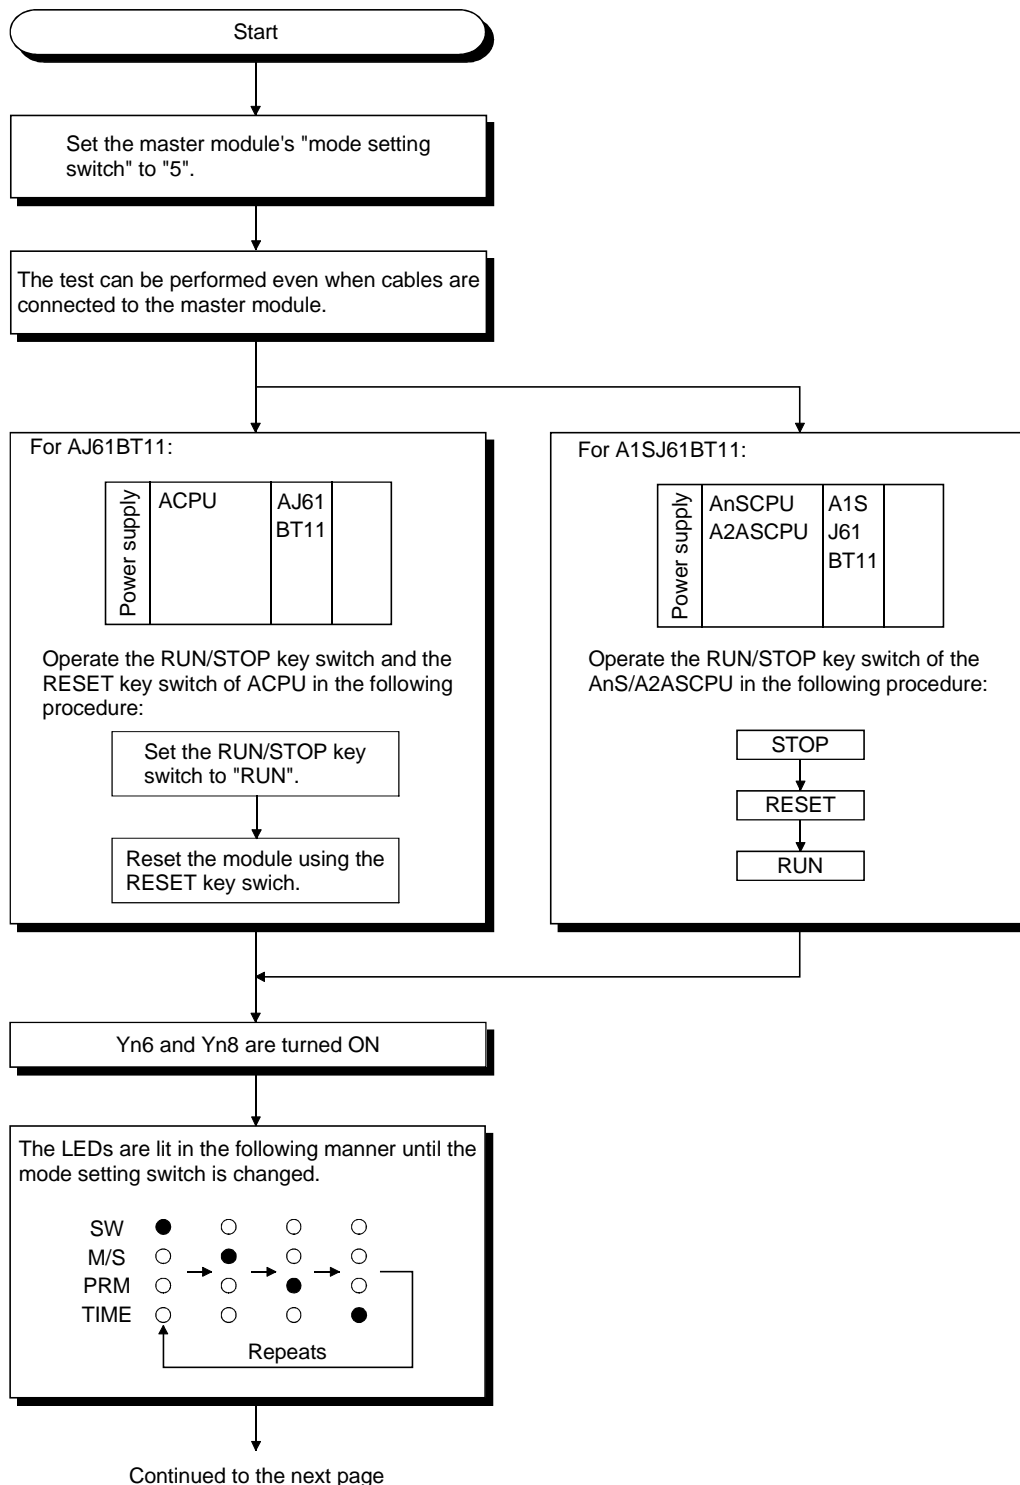 Start
Set the master module's "mode setting
switch" to "5".
The test can be performed even when cables are
connected to the master module.
For AJ61BT11:
Power supply
ACPU
AJ61
BT11
Operate the RUN/STOP key switch and the
RESET key switch of ACPU in the following
procedure:
Set the RUN/STOP key
switch to "RUN".
Reset the module using the
RESET key swich.
For A1SJ61BT11:
Power supply
AnSCPU
A2ASCPU
A1S
J61
BT11
Operate the RUN/STOP key switch of the
AnS/A2ASCPU in the following procedure:
STOP
RESET
RUN
Yn6 and Yn8 are turned ON
The LEDs are lit in the following manner until the
mode setting switch is changed.
SW
M/S
PRM
TIME
Repeats
Continued to the next page